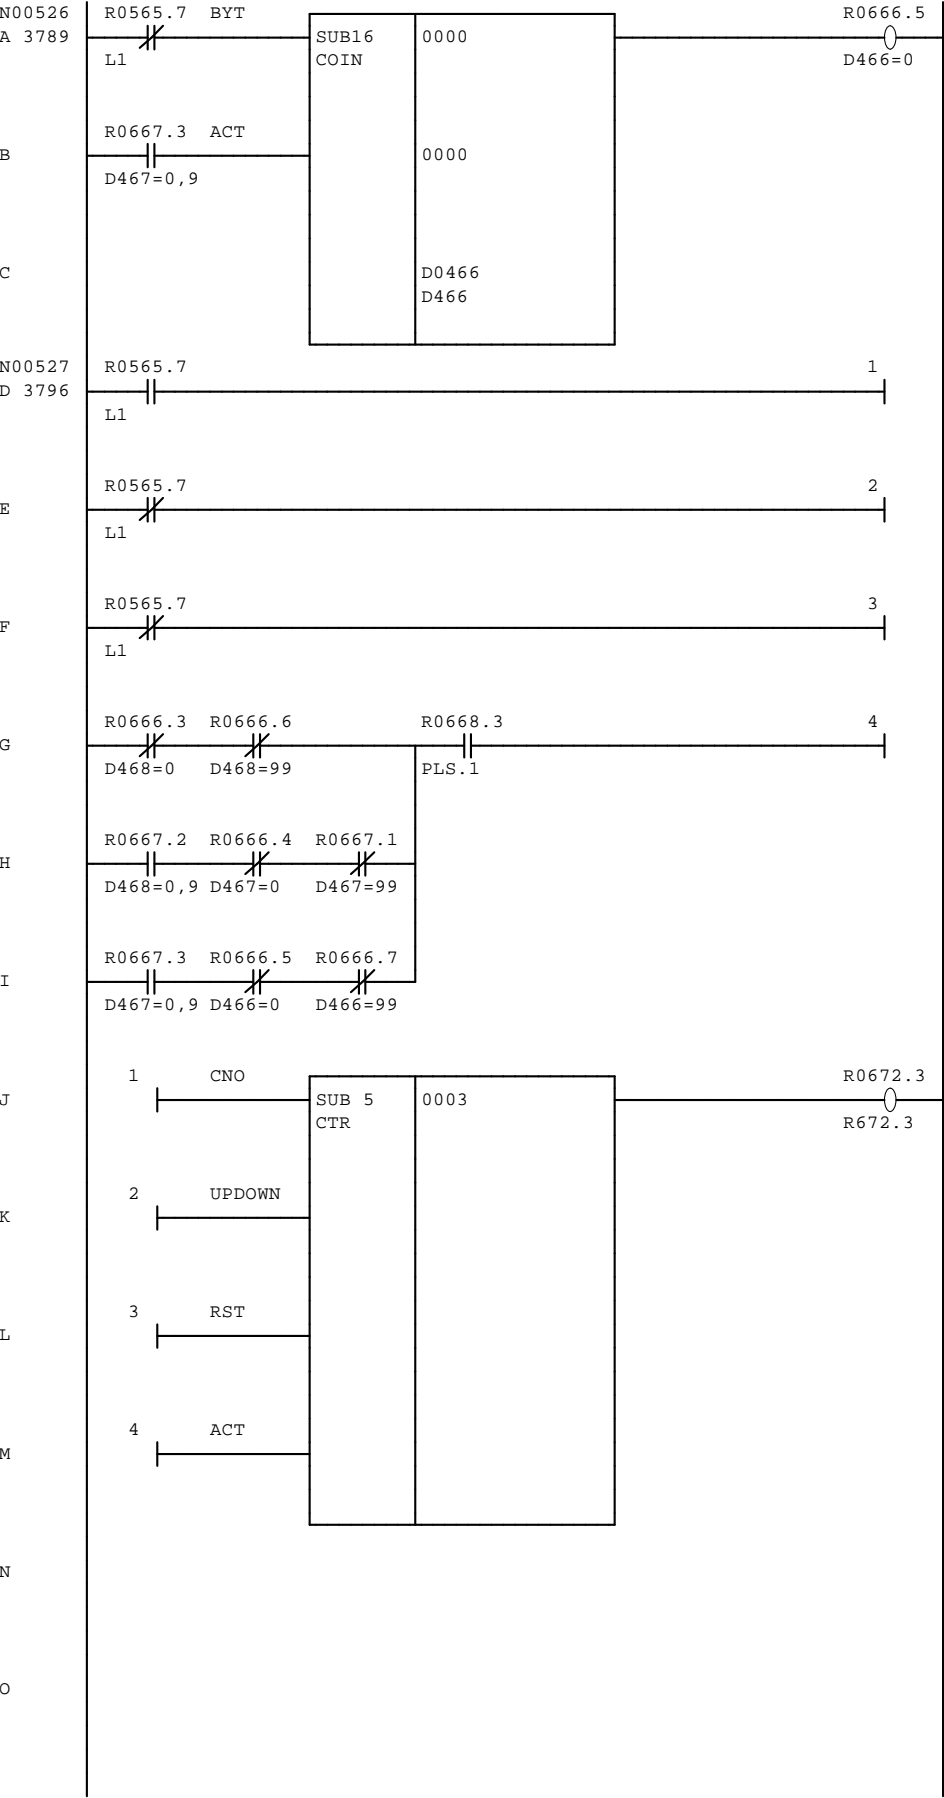 N00526 R0565.7 BYT R0666.5
A 3789 SUB16 0000
L1 COIN D466=0
R0667.3 ACT
B 0000
D467=0,9
C D0466
D466
N00527 R0565.7 1
D 3796
L1
R0565.7 2
E
L1
R0565.7 3
F
L1
R0666.3 R0666.6 R0668.3 4
G
D468=0 D468=99 PLS.1
R0667.2 R0666.4 R0667.1
H
D468=0,9 D467=0 D467=99
R0667.3 R0666.5 R0666.7
I
D467=0,9 D466=0 D466=99
1 CNO R0672.3
J SUB 5 0003
CTR R672.3
2 UPDOWN
K
3 RST
L
4 ACT
M
N
O